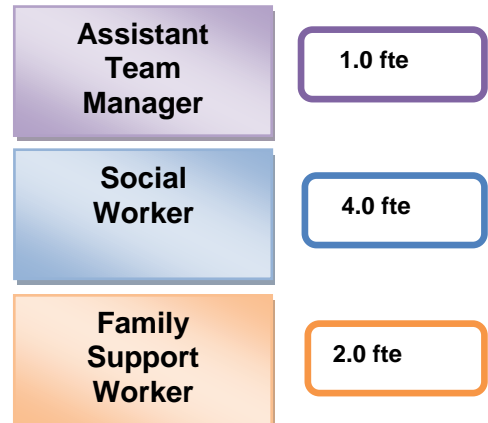 Assistant
Team
Manager
1.0 fte
Social
Worker
4.0 fte
Family
Support
Worker
2.0 fte